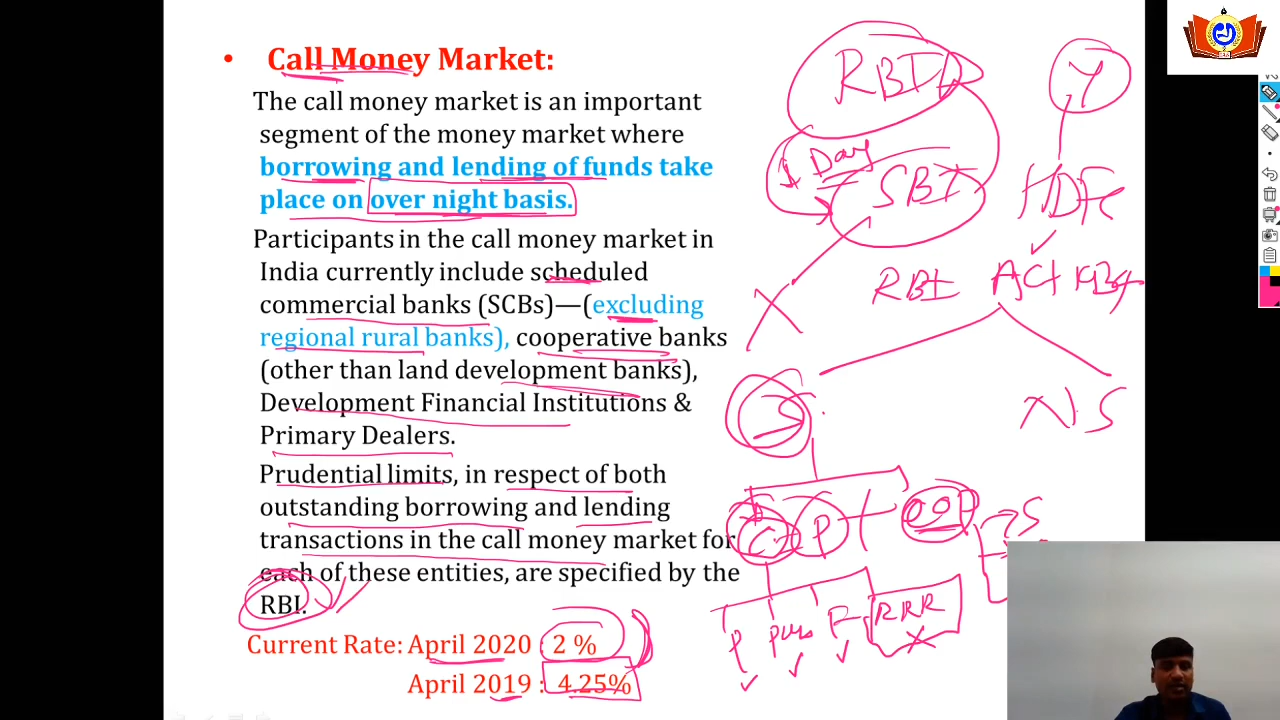 Call Money Market:
The call money market is an important
segment of the money market where
borrowing and lending of funds take
place on over night basis.
Participants in the call money market in
India currently include scheduled
commercial banks (SCBs)—(excluding
regional rural banks), cooperative banks
(other than land development banks),
Development Financial Institutions &
Primary Dealers.
Prudential limits, in respect of both
outstanding borrowing and lending
transactions in the call money market for
each of these entities, are specified by the
RBI.
Current Rate: April 2020 : 2 %
April 2019 : 4.25%
RBI
Y
1 Day
SBI
HDFC
RBI Act
X
S
NS
C
P
P
F
RRR
X